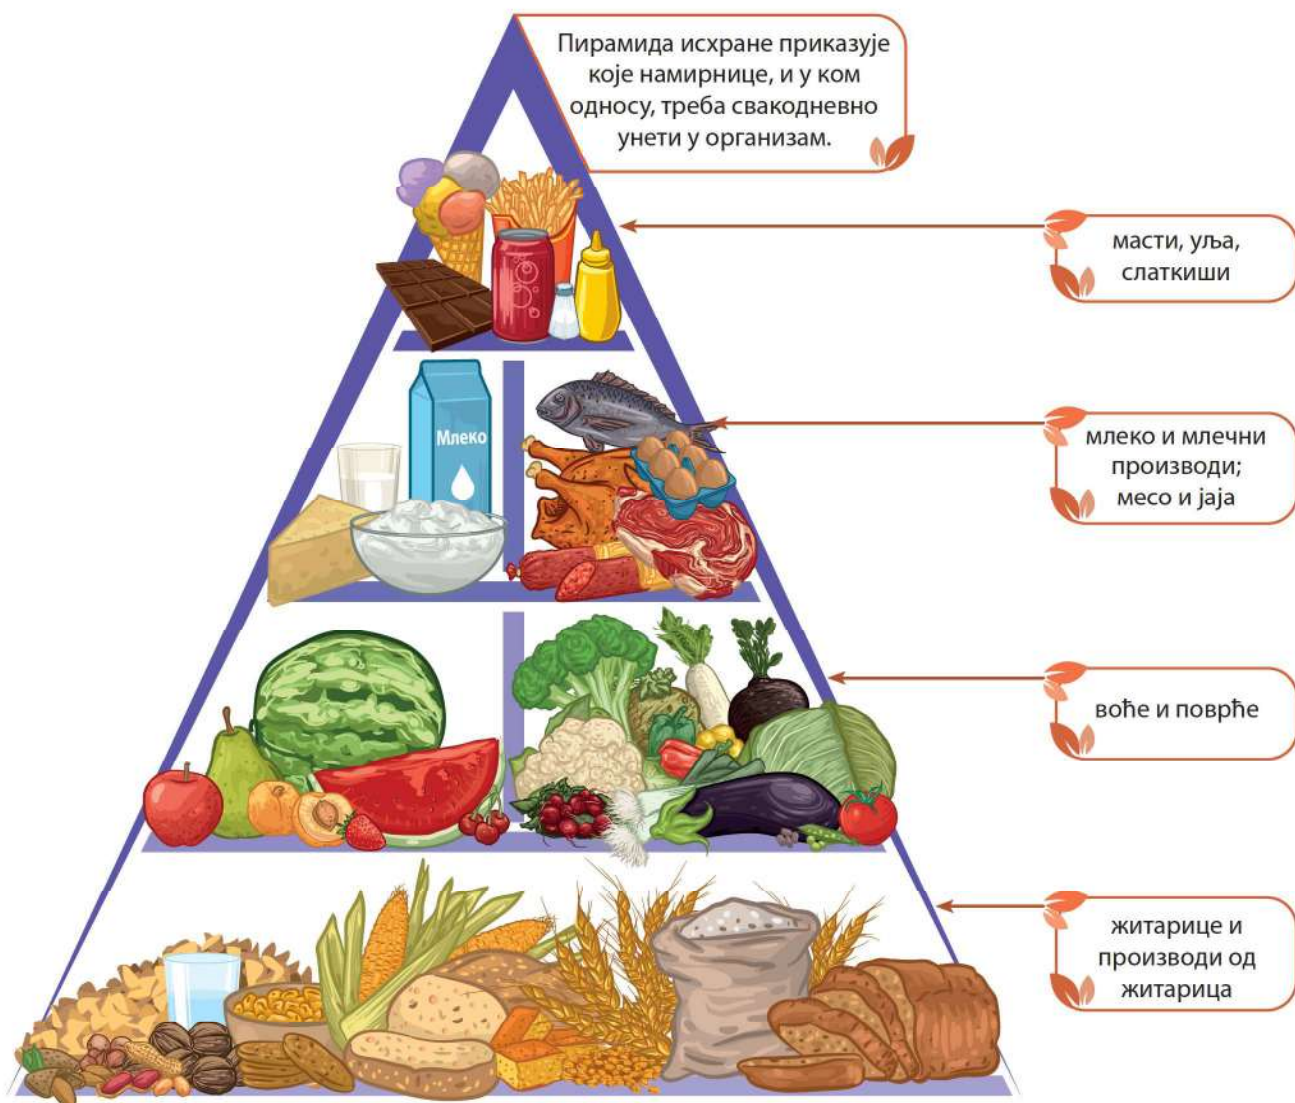 Пирамида исхране приказује
које намирнице, и у ком
односу, треба свакодневно
унети у организам.
масти, уља,
слаткиши
Млеко
млеко и млечни
производи;
месо и јаја
воће и поврће
житарице и
производи од
житарица